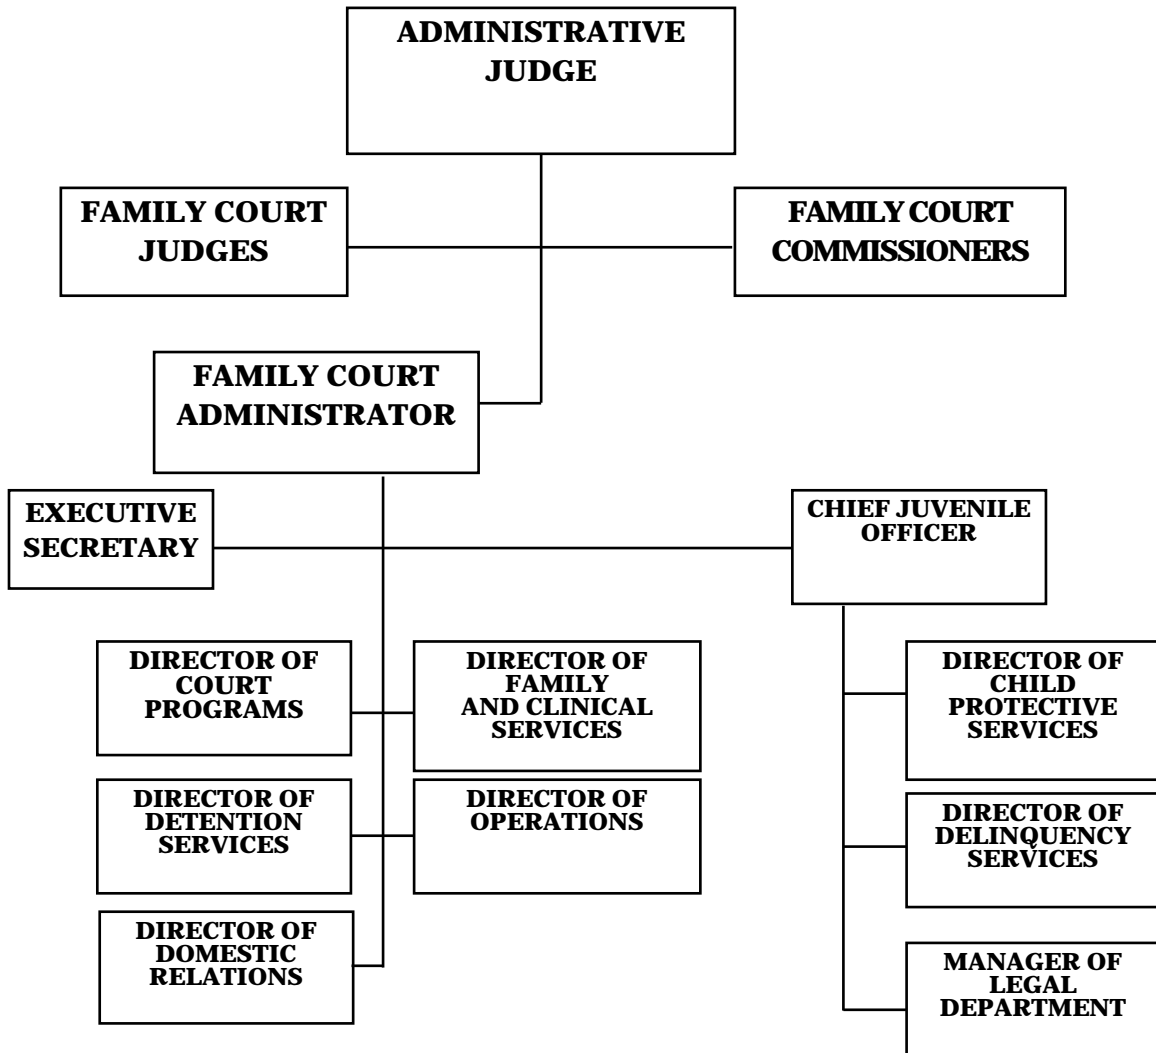 ADMINISTRATIVE
JUDGE
FAMILY COURT
JUDGES
FAMILY COURT
COMMISSIONERS
FAMILY COURT
ADMINISTRATOR
EXECUTIVE
SECRETARY
CHIEF JUVENILE
OFFICER
DIRECTOR OF
COURT
PROGRAMS
DIRECTOR OF
FAMILY
AND CLINICAL
SERVICES
DIRECTOR OF
CHILD
PROTECTIVE
SERVICES
DIRECTOR OF
DETENTION
SERVICES
DIRECTOR OF
OPERATIONS
DIRECTOR OF
DELINQUENCY
SERVICES
DIRECTOR OF
DOMESTIC
RELATIONS
MANAGER OF
LEGAL
DEPARTMENT